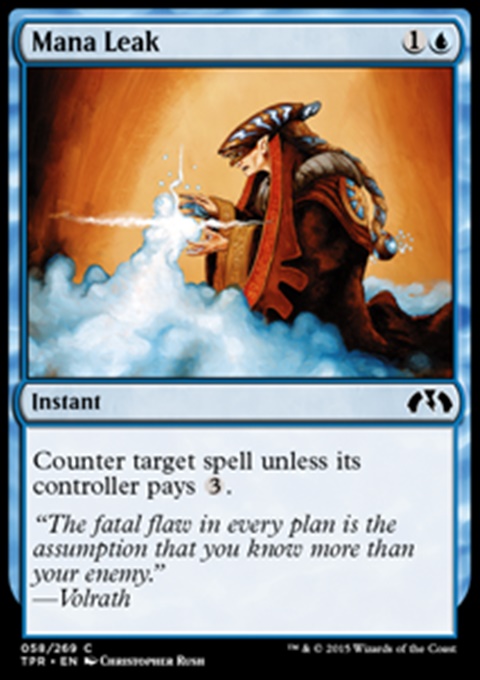 Mana Leak 1
Instant
Counter target spell unless its
controller pays 3.
“The fatal flaw in every plan is the
assumption that you know more than
your enemy.”
—Volrath
058/269 C
TPR • EN Christopher Rush
™ & © 2015 Wizards of the Coast